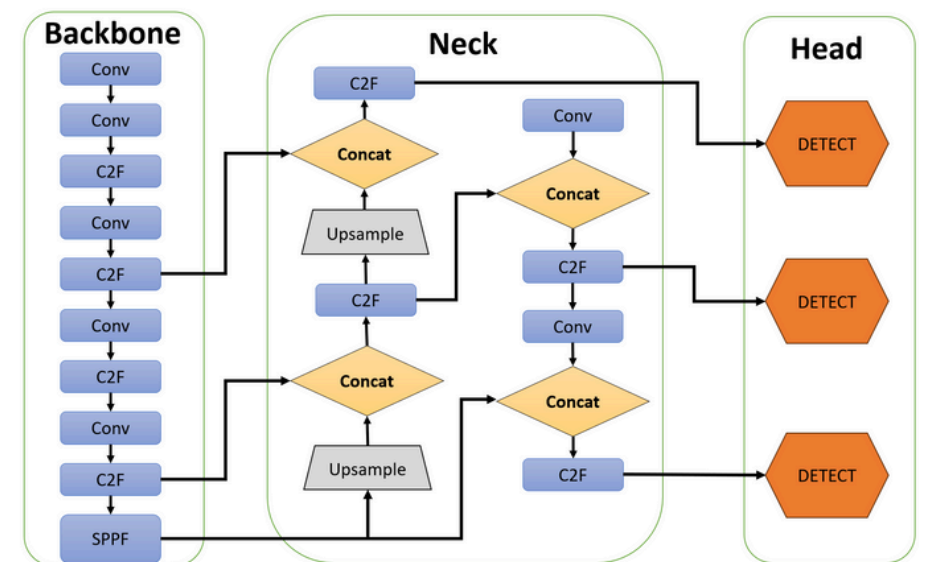 Backbone
Conv
Conv
C2F
Conv
C2F
Conv
C2F
Conv
C2F
SPPF
Neck
C2F
Concat
Upsample
C2F
Concat
Upsample
Conv
Concat
C2F
Conv
Concat
C2F
Head
DETECT
DETECT
DETECT